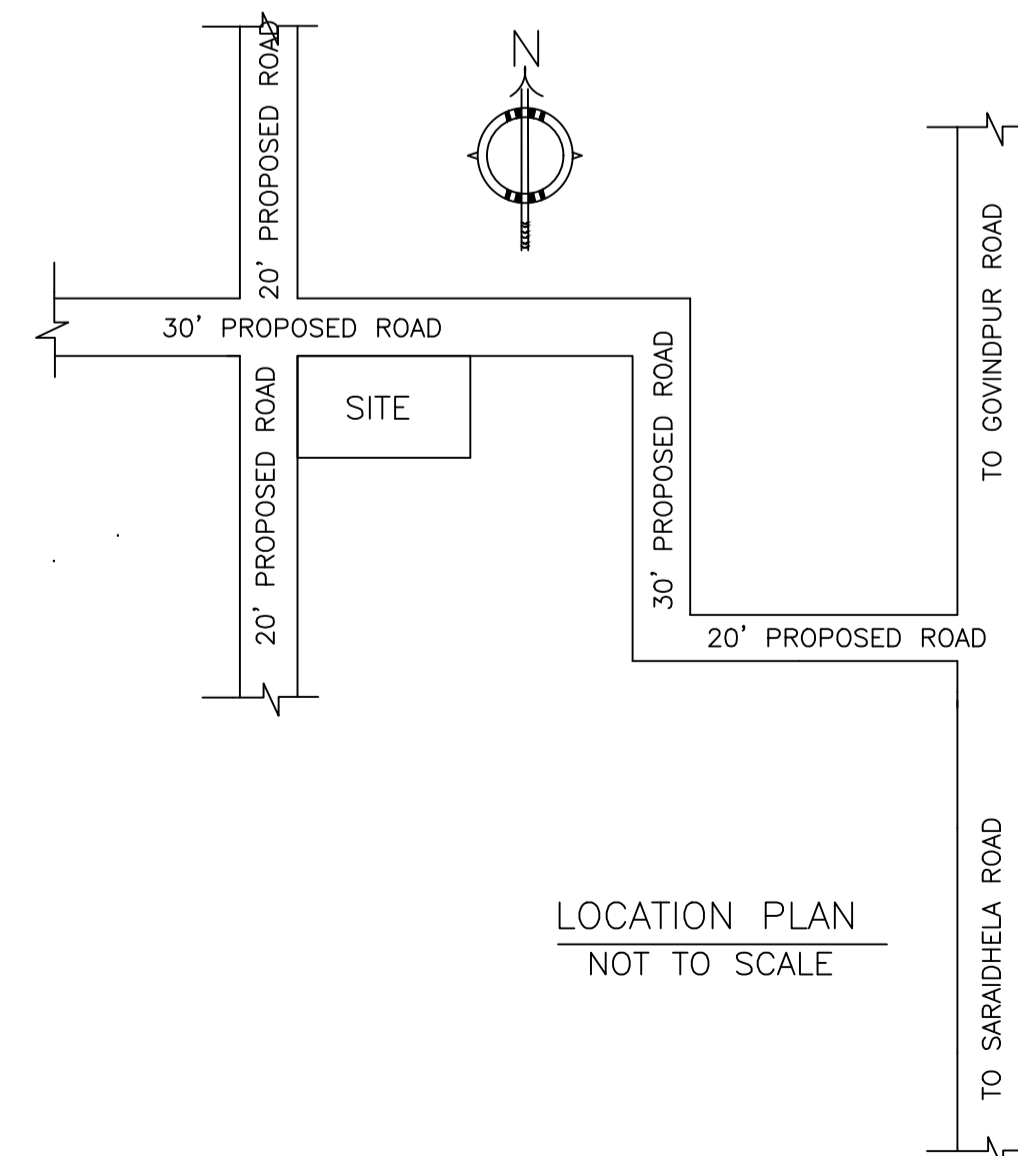 20' PROPOSED ROAD
N
30' PROPOSED ROAD
SITE
20' PROPOSED ROAD
30' PROPOSED ROAD
TO GOVINDPUR ROAD
20' PROPOSED ROAD
LOCATION PLAN
NOT TO SCALE
TO SARAIDHELA ROAD